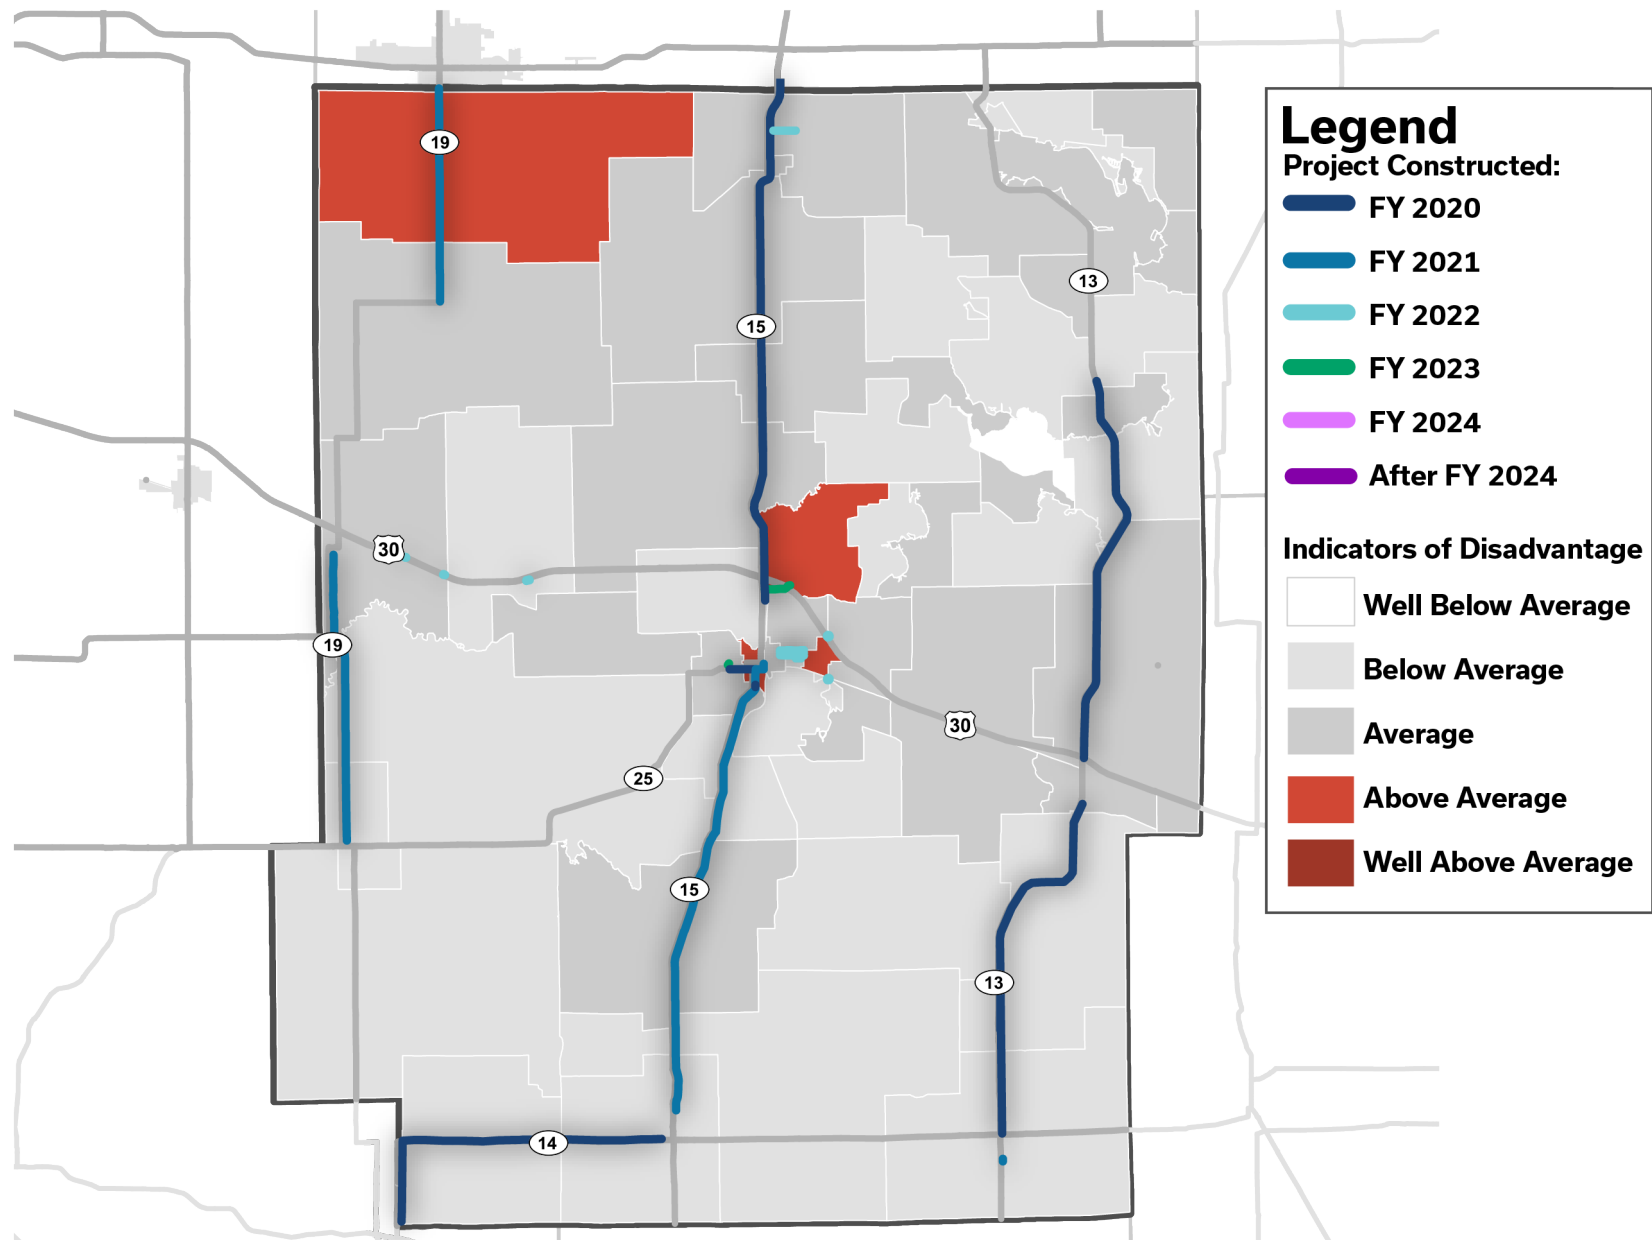 Legend
Project Constructed:
FY 2020
FY 2021
FY 2022
FY 2023
FY 2024
After FY 2024
Indicators of Disadvantage
Well Below Average
Below Average
Average
Above Average
Well Above Average
19
15
13
30
19
30
25
15
13
14